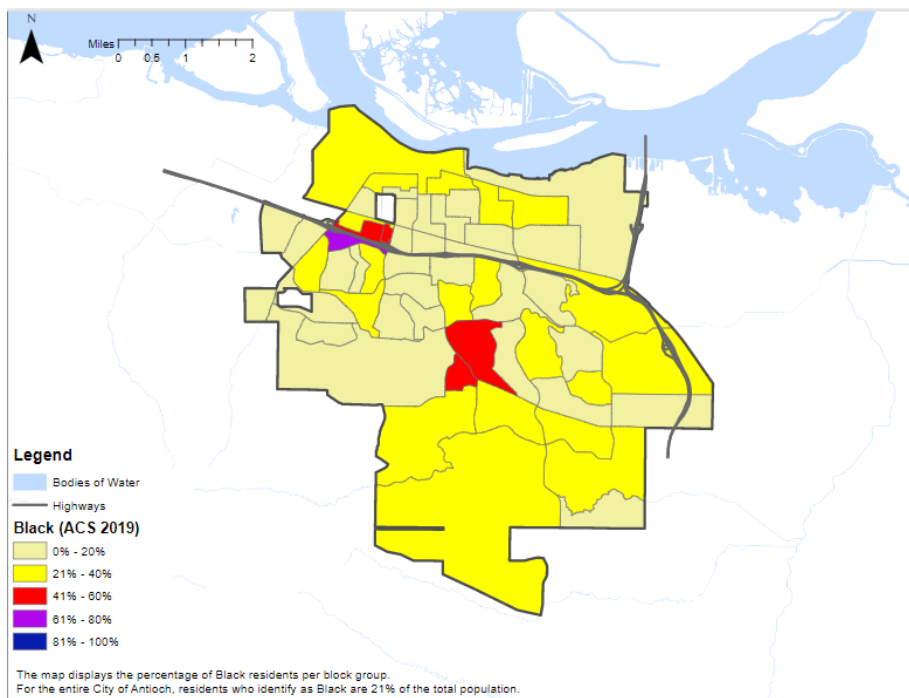 N
Miles
0 0.5 1 2
Legend
Bodies of Water
Highways
Black (ACS 2019)
0% - 20%
21% - 40%
41% - 60%
61% - 80%
81% - 100%
The map displays the percentage of Black residents per block group.
For the entire City of Antioch, residents who identify as Black are 21% of the total population.